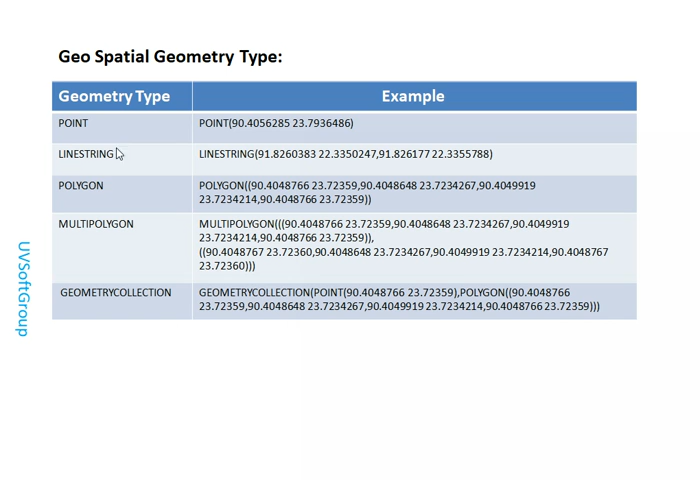 Geo Spatial Geometry Type:
Geometry Type Example
POINT POINT(90.4056285 23.7936486)
LINESTRING LINESTRING(91.8260383 22.3350247,91.826177 22.3355788)
POLYGON POLYGON((90.4048766 23.72359,90.4048648 23.7234267,90.4049919
23.7234214,90.4048766 23.72359))
MULTIPOLYGON MULTIPOLYGON(((90.4048766 23.72359,90.4048648 23.7234267,90.4049919
23.7234214,90.4048766 23.72359)),
((90.4048767 23.72360,90.4048648 23.7234267,90.4049919 23.7234214,90.4048767
23.72360)))
GEOMETRYCOLLECTION GEOMETRYCOLLECTION(POINT(90.4048766 23.72359),POLYGON((90.4048766
23.72359,90.4048648 23.7234267,90.4049919 23.7234214,90.4048766 23.72359)))
UVSoftGroup